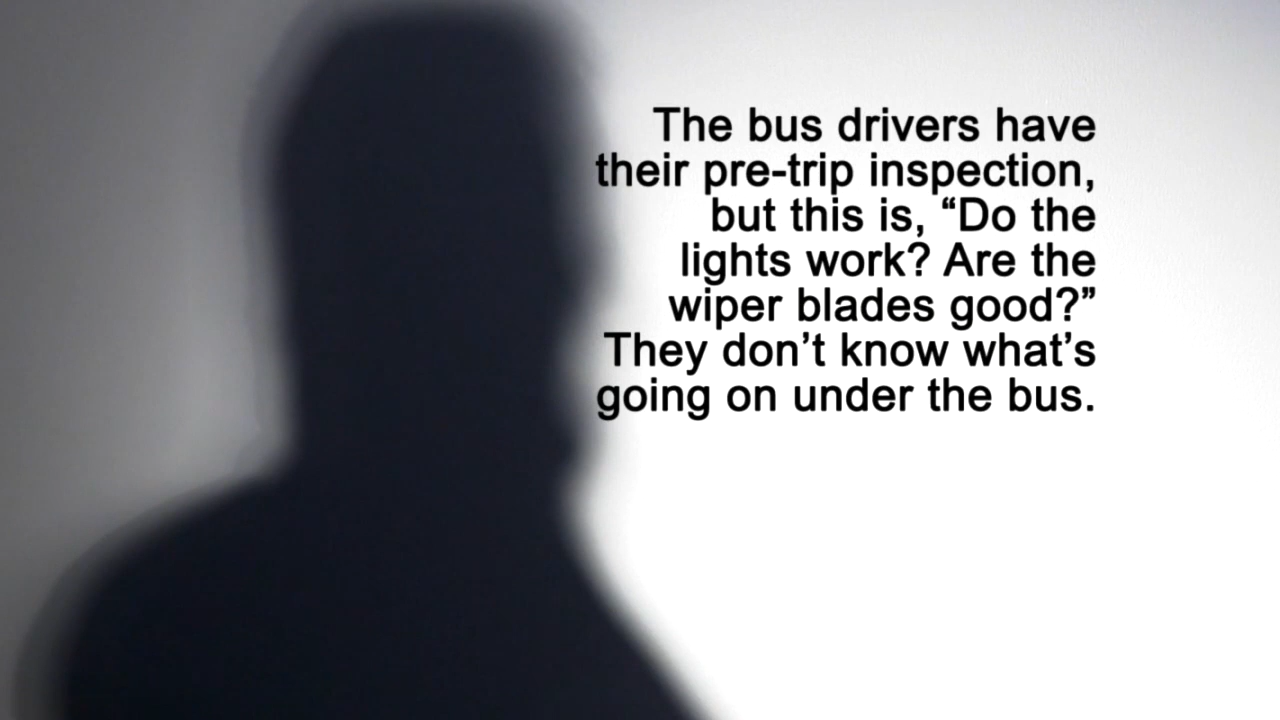 The bus drivers have
their pre-trip inspection,
but this is, “Do the
lights work? Are the
wiper blades good?”
They don’t know what’s
going on under the bus.